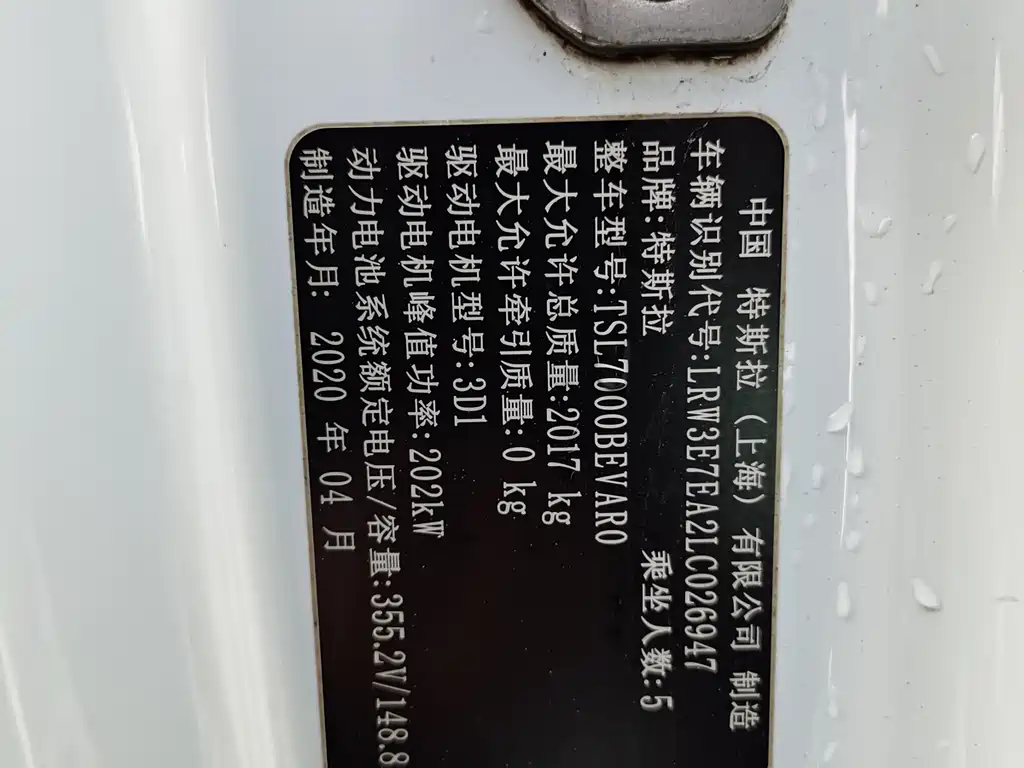 中国 特斯拉（上海）有限公司 制造
车辆识别代号:LRW3E7EA2LC026947
品牌:特斯拉 乘坐人数:5
整车型号:TSL7000BEVAR0
最大允许总质量:2017 kg
最大允许牵引质量:0 kg
驱动电机型号:3D1
驱动电机峰值功率:202kW
动力电池系统额定电压/容量:355.2V/148.8
制造年月: 2020 年 04 月